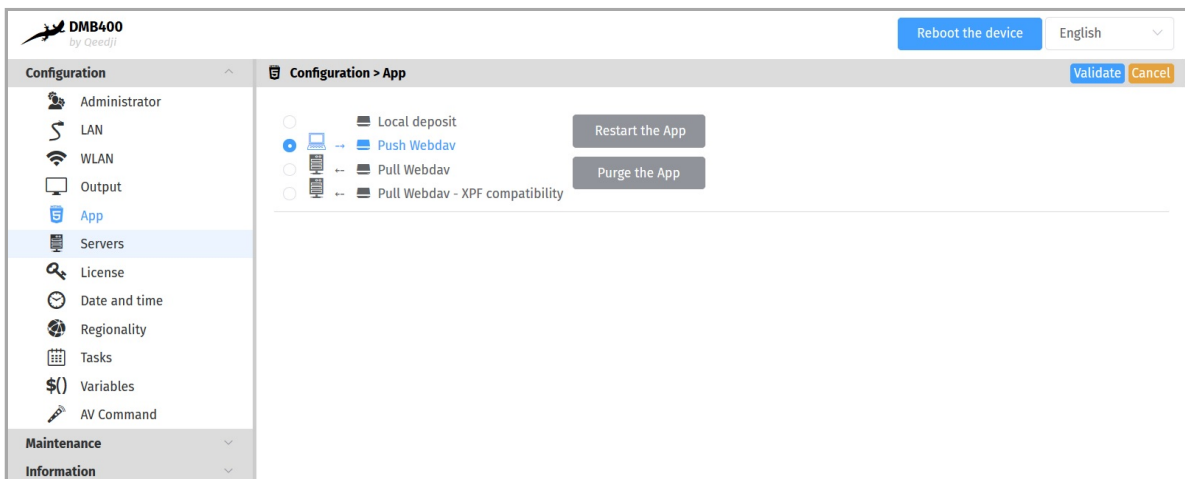 DMB400
by Qeedji
Reboot the device
English
Configuration
Configuration > App
Validate
Cancel
Administrator
LAN
WLAN
Output
App
Servers
License
Date and time
Regionality
Tasks
$() Variables
AV Command
Maintenance
Information
Local deposit
Push Webdav
Pull Webdav
Pull Webdav - XPF compatibility
Restart the App
Purge the App